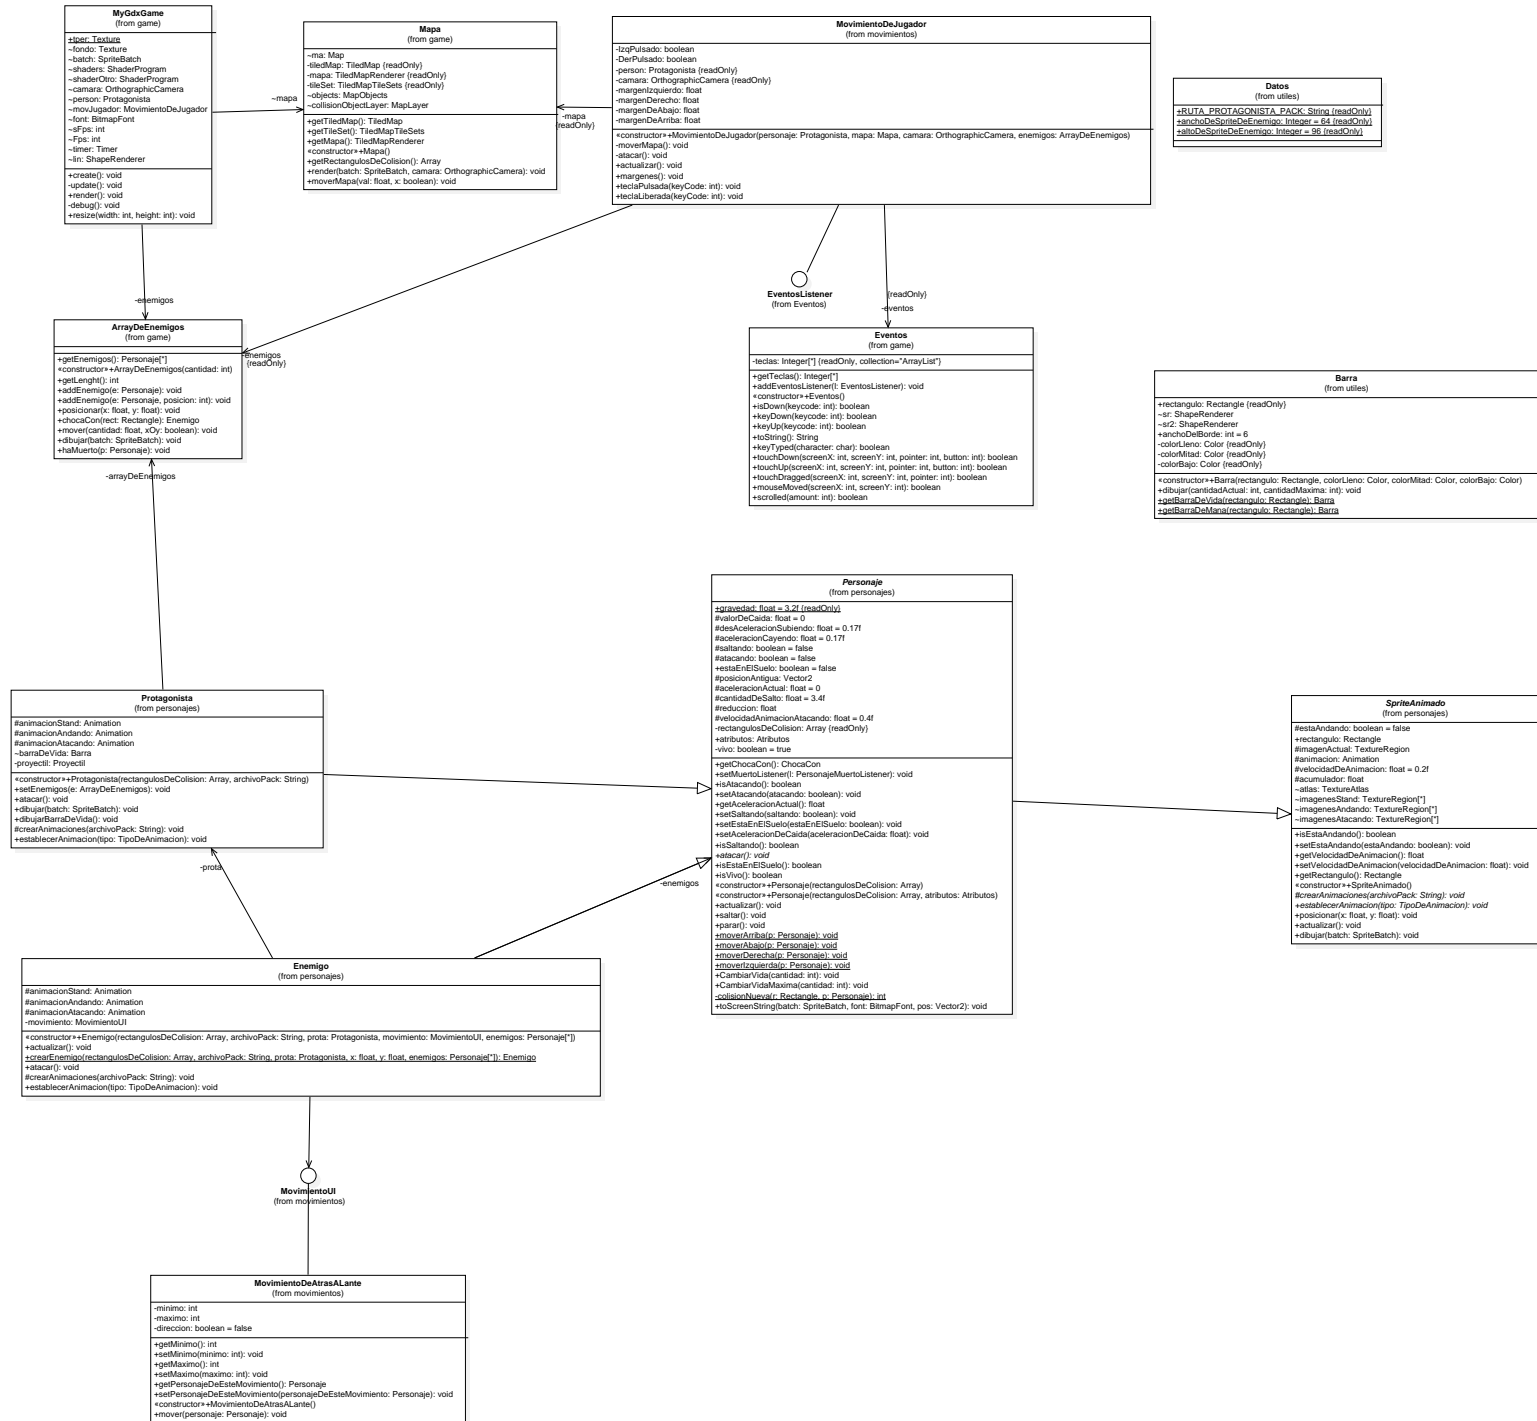 MyGdxGame
(from game)
+tper: Texture
~fondo: Texture
~batch: SpriteBatch
~shaders: ShaderProgram
~shaderOtro: ShaderProgram
~camara: OrthographicCamera
~person: Protagonista
~movJugador: MovimientoDeJugador
~font: BitmapFont
~sFps: int
~Fps: int
~timer: Timer
~lin: ShapeRenderer
+create(): void
-update(): void
+render(): void
-debug(): void
+resize(width: int, height: int): void
~mapa
Mapa
(from game)
~ma: Map
-tiledMap: TiledMap {readOnly}
-mapa: TiledMapRenderer {readOnly}
-tileSet: TiledMapTileSets {readOnly}
~objects: MapObjects
~collisionObjectLayer: MapLayer
+getTiledMap(): TiledMap
+getTileSet(): TiledMapTileSets
+getMapa(): TiledMapRenderer
«constructor»+Mapa()
+getRectangulosDeColision(): Array
+render(batch: SpriteBatch, camara: OrthographicCamera): void
+moverMapa(val: float, x: boolean): void
-mapa
{readOnly}
MovimientoDeJugador
(from movimientos)
-IzqPulsado: boolean
-DerPulsado: boolean
-person: Protagonista {readOnly}
-camara: OrthographicCamera {readOnly}
-margenIzquierdo: float
-margenDerecho: float
-margenDeAbajo: float
-margenDeArriba: float
«constructor»+MovimientoDeJugador(personaje: Protagonista, mapa: Mapa, camara: OrthographicCamera, enemigos: ArrayDeEnemigos)
-moverMapa(): void
-atacar(): void
+actualizar(): void
+margenes(): void
+teclaPulsada(keyCode: int): void
+teclaLiberada(keyCode: int): void
Datos
(from utiles)
+RUTA_PROTAGONISTA_PACK: String {readOnly}
+anchoDeSpriteDeEnemigo: Integer = 64 {readOnly}
+altoDeSpriteDeEnemigo: Integer = 96 {readOnly}
-enemigos
EventosListener
(from Eventos)
{readOnly}
-eventos
ArrayDeEnemigos
(from game)
+getEnemigos(): Personaje[*]
«constructor»+ArrayDeEnemigos(cantidad: int)
+getLenght(): int
+addEnemigo(e: Personaje): void
+addEnemigo(e: Personaje, posicion: int): void
+posicionar(x: float, y: float): void
+chocaCon(rect: Rectangle): Enemigo
+mover(cantidad: float, xOy: boolean): void
+dibujar(batch: SpriteBatch): void
+haMuerto(p: Personaje): void
-enemigos
{readOnly}
-arrayDeEnemigos
Eventos
(from game)
-teclas: Integer[*] {readOnly, collection="ArrayList"}
+getTeclas(): Integer[*]
+addEventosListener(l: EventosListener): void
«constructor»+Eventos()
+isDown(keycode: int): boolean
+keyDown(keycode: int): boolean
+keyUp(keycode: int): boolean
+toString(): String
+keyTyped(character: char): boolean
+touchDown(screenX: int, screenY: int, pointer: int, button: int): boolean
+touchUp(screenX: int, screenY: int, pointer: int, button: int): boolean
+touchDragged(screenX: int, screenY: int, pointer: int): boolean
+mouseMoved(screenX: int, screenY: int): boolean
+scrolled(amount: int): boolean
Barra
(from utiles)
+rectangulo: Rectangle {readOnly}
~sr: ShapeRenderer
~sr2: ShapeRenderer
+anchoDelBorde: int = 6
-colorLleno: Color {readOnly}
-colorMitad: Color {readOnly}
-colorBajo: Color {readOnly}
«constructor»+Barra(rectangulo: Rectangle, colorLleno: Color, colorMitad: Color, colorBajo: Color)
+dibujar(cantidadActual: int, cantidadMaxima: int): void
+getBarraDeVida(rectangulo: Rectangle): Barra
+getBarraDeMana(rectangulo: Rectangle): Barra
Personaje
(from personajes)
+gravedad: float = 3.2f {readOnly}
#valorDeCaida: float = 0
#desAceleracionSubiendo: float = 0.17f
#aceleracionCayendo: float = 0.17f
#saltando: boolean = false
#atacando: boolean = false
+estaEnElSuelo: boolean = false
#posicionAntigua: Vector2
#aceleracionActual: float = 0
#cantidadDeSalto: float = 3.4f
#reduccion: float
#velocidadAnimacionAtacando: float = 0.4f
-rectangulosDeColision: Array {readOnly}
+atributos: Atributos
-vivo: boolean = true
+getChocaCon(): ChocaCon
+setMuertoListener(l: PersonajeMuertoListener): void
+isAtacando(): boolean
+setAtacando(atacando: boolean): void
+getAceleracionActual(): float
+setSaltando(saltando: boolean): void
+setEstaEnElSuelo(estaEnElSuelo: boolean): void
+setAceleracionDeCaida(aceleracionDeCaida: float): void
+isSaltando(): boolean
+atacar(): void
+isEstaEnElSuelo(): boolean
+isVivo(): boolean
«constructor»+Personaje(rectangulosDeColision: Array)
«constructor»+Personaje(rectangulosDeColision: Array, atributos: Atributos)
+actualizar(): void
+saltar(): void
+parar(): void
+moverArriba(p: Personaje): void
+moverAbajo(p: Personaje): void
+moverDerecha(p: Personaje): void
+moverIzquierda(p: Personaje): void
+CambiarVida(cantidad: int): void
+CambiarVidaMaxima(cantidad: int): void
-colisionNueva(r: Rectangle, p: Personaje): int
+toScreenString(batch: SpriteBatch, font: BitmapFont, pos: Vector2): void
Protagonista
(from personajes)
#animacionStand: Animation
#animacionAndando: Animation
#animacionAtacando: Animation
~barraDeVida: Barra
-proyectil: Proyectil
«constructor»+Protagonista(rectangulosDeColision: Array, archivoPack: String)
+setEnemigos(e: ArrayDeEnemigos): void
+atacar(): void
+dibujar(batch: SpriteBatch): void
+dibujarBarraDeVida(): void
#crearAnimaciones(archivoPack: String): void
+establecerAnimacion(tipo: TipoDeAnimacion): void
SpriteAnimado
(from personajes)
#estaAndando: boolean = false
+rectangulo: Rectangle
#imagenActual: TextureRegion
#animacion: Animation
#velocidadDeAnimacion: float = 0.2f
#acumulador: float
~atlas: TextureAtlas
~imagenesStand: TextureRegion[*]
~imagenesAndando: TextureRegion[*]
~imagenesAtacando: TextureRegion[*]
+isEstaAndando(): boolean
+setEstaAndando(estaAndando: boolean): void
+getVelocidadDeAnimacion(): float
+setVelocidadDeAnimacion(velocidadDeAnimacion: float): void
+getRectangulo(): Rectangle
«constructor»+SpriteAnimado()
#crearAnimaciones(archivoPack: String): void
+establecerAnimacion(tipo: TipoDeAnimacion): void
+posicionar(x: float, y: float): void
+actualizar(): void
+dibujar(batch: SpriteBatch): void
-prota
-enemigos
Enemigo
(from personajes)
#animacionStand: Animation
#animacionAndando: Animation
#animacionAtacando: Animation
-movimiento: MovimientoUI
«constructor»+Enemigo(rectangulosDeColision: Array, archivoPack: String, prota: Protagonista, movimiento: MovimientoUI, enemigos: Personaje[*])
+actualizar(): void
+crearEnemigo(rectangulosDeColision: Array, archivoPack: String, prota: Protagonista, x: float, y: float, enemigos: Personaje[*]): Enemigo
+atacar(): void
#crearAnimaciones(archivoPack: String): void
+establecerAnimacion(tipo: TipoDeAnimacion): void
MovimientoUI
(from movimientos)
MovimientoDeAtrasALante
(from movimientos)
-minimo: int
-maximo: int
-direccion: boolean = false
+getMinimo(): int
+setMinimo(minimo: int): void
+getMaximo(): int
+setMaximo(maximo: int): void
+getPersonajeDeEsteMovimiento(): Personaje
+setPersonajeDeEsteMovimiento(personajeDeEsteMovimiento: Personaje): void
«constructor»+MovimientoDeAtrasALante()
+mover(personaje: Personaje): void